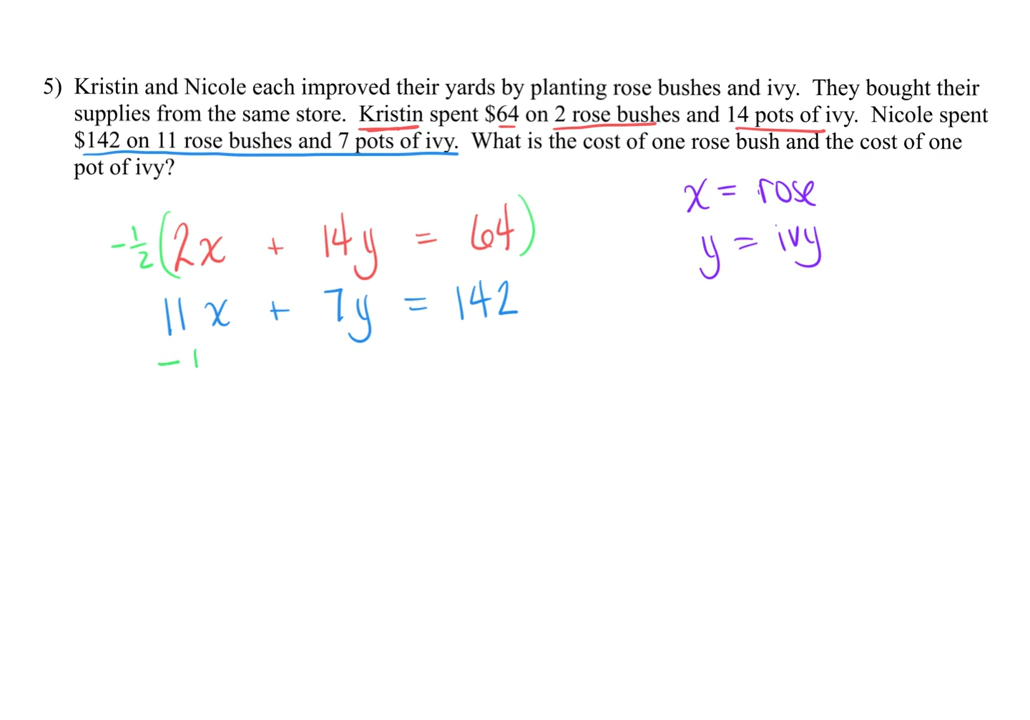 5) Kristin and Nicole each improved their yards by planting rose bushes and ivy. They bought their
supplies from the same store. Kristin spent $64 on 2 rose bushes and 14 pots of ivy. Nicole spent
$142 on 11 rose bushes and 7 pots of ivy. What is the cost of one rose bush and the cost of one
pot of ivy?
x = rose
y = ivy
-1/2(2x + 14y = 64)
11x + 7y = 142
-1